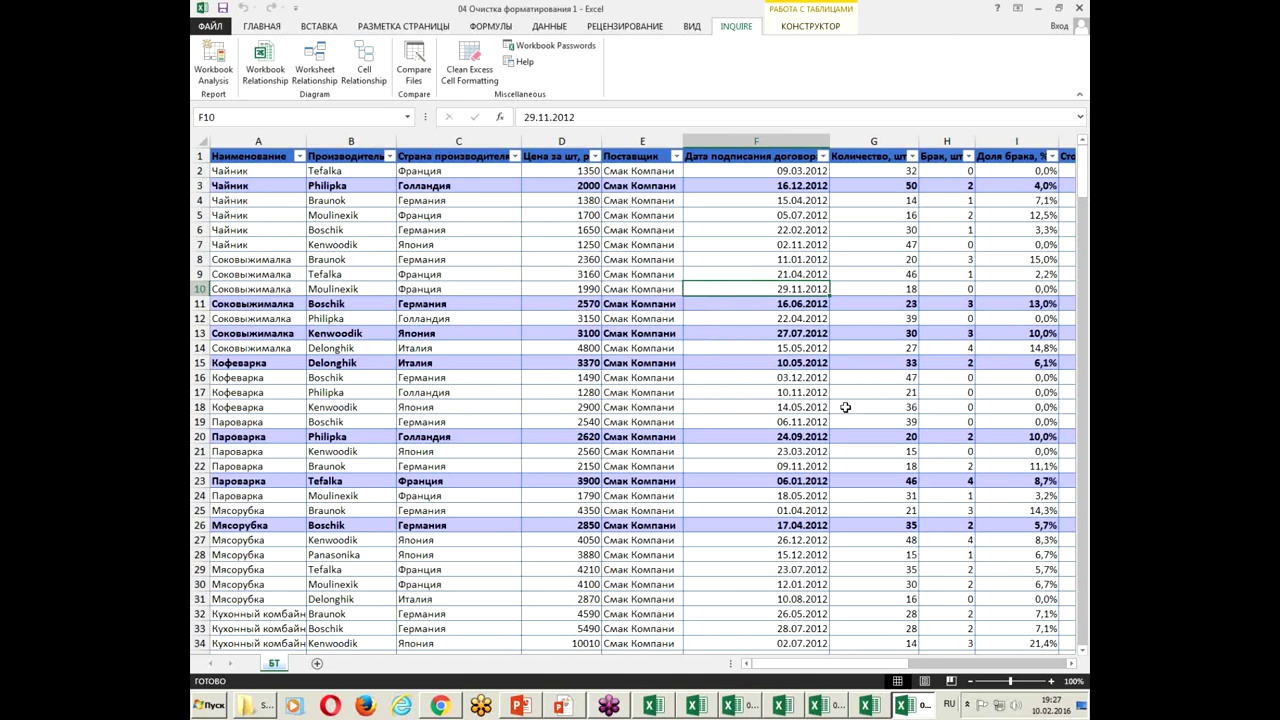 04 Очистка форматирования 1 - Excel
РАБОТА С ТАБЛИЦАМИ
ФАЙЛ ГЛАВНАЯ ВСТАВКА РАЗМЕТКА СТРАНИЦЫ ФОРМУЛЫ ДАННЫЕ РЕЦЕНЗИРОВАНИЕ ВИД INQUIRE КОНСТРУКТОР Вход
Workbook Analysis
Workbook Relationship
Worksheet Relationship
Cell Relationship
Compare Files
Clean Excess Cell Formatting
Workbook Passwords
Help
Report Diagram Compare Miscellaneous
F10 fx 29.11.2012
A B C D E F G H I
1 Наименование Производитель Страна производителя Цена за шт, р Поставщик Дата подписания договор Количество, шт Брак, шт Доля брака, % Сто
2 Чайник Tefalka Франция 1350 Смак Компани 09.03.2012 32 0 0,0%
3 Чайник Philipka Голландия 2000 Смак Компани 16.12.2012 50 2 4,0%
4 Чайник Braunok Германия 1380 Смак Компани 15.04.2012 14 1 7,1%
5 Чайник Moulinexik Франция 1700 Смак Компани 05.07.2012 16 2 12,5%
6 Чайник Boschik Германия 1650 Смак Компани 22.02.2012 30 1 3,3%
7 Чайник Kenwoodik Япония 1250 Смак Компани 02.11.2012 47 0 0,0%
8 Соковыжималка Braunok Германия 2360 Смак Компани 11.01.2012 20 3 15,0%
9 Соковыжималка Tefalka Франция 3160 Смак Компани 21.04.2012 46 1 2,2%
10 Соковыжималка Moulinexik Франция 1990 Смак Компани 29.11.2012 18 0 0,0%
11 Соковыжималка Boschik Германия 2570 Смак Компани 16.06.2012 23 3 13,0%
12 Соковыжималка Philipka Голландия 3150 Смак Компани 22.04.2012 39 0 0,0%
13 Соковыжималка Kenwoodik Япония 3100 Смак Компани 27.07.2012 30 3 10,0%
14 Соковыжималка Delonghik Италия 4800 Смак Компани 15.05.2012 27 4 14,8%
15 Кофеварка Delonghik Италия 3370 Смак Компани 10.05.2012 33 2 6,1%
16 Кофеварка Boschik Германия 1490 Смак Компани 03.12.2012 47 0 0,0%
17 Кофеварка Philipka Голландия 1280 Смак Компани 10.11.2012 21 0 0,0%
18 Кофеварка Kenwoodik Япония 2900 Смак Компани 14.05.2012 36 0 0,0%
19 Пароварка Boschik Германия 2540 Смак Компани 06.11.2012 39 0 0,0%
20 Пароварка Philipka Голландия 2620 Смак Компани 24.09.2012 20 2 10,0%
21 Пароварка Kenwoodik Япония 2560 Смак Компани 23.03.2012 15 0 0,0%
22 Пароварка Braunok Германия 2150 Смак Компани 09.11.2012 18 2 11,1%
23 Пароварка Tefalka Франция 3900 Смак Компани 06.01.2012 46 4 8,7%
24 Пароварка Moulinexik Франция 1790 Смак Компани 18.05.2012 31 1 3,2%
25 Мясорубка Braunok Германия 4350 Смак Компани 01.04.2012 21 3 14,3%
26 Мясорубка Boschik Германия 2850 Смак Компани 17.04.2012 35 2 5,7%
27 Мясорубка Kenwoodik Япония 4050 Смак Компани 26.12.2012 48 4 8,3%
28 Мясорубка Panasonika Япония 3880 Смак Компани 15.12.2012 15 1 6,7%
29 Мясорубка Tefalka Франция 4210 Смак Компани 23.07.2012 35 2 5,7%
30 Мясорубка Moulinexik Франция 4100 Смак Компани 12.01.2012 30 2 6,7%
31 Мясорубка Delonghik Италия 2870 Смак Компани 10.08.2012 16 0 0,0%
32 Кухонный комбайн Braunok Германия 4590 Смак Компани 26.05.2012 28 2 7,1%
33 Кухонный комбайн Boschik Германия 5490 Смак Компани 28.07.2012 28 2 7,1%
34 Кухонный комбайн Kenwoodik Япония 10010 Смак Компани 02.07.2012 14 3 21,4%
БТ
ГОТОВО 100%
Пуск S... 0... 0... 0... 0... RU 19:27
10.02.2016